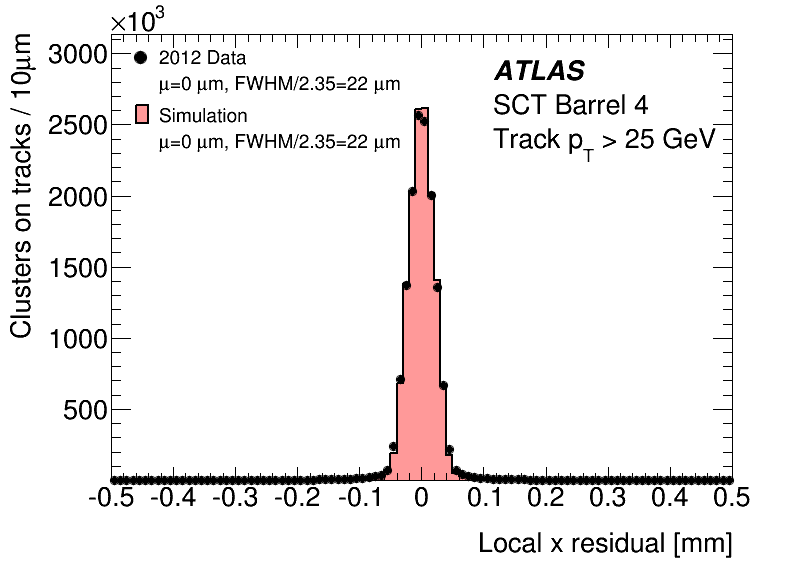 ×10³
3000
2500
2000
1500
1000
500
Clusters on tracks / 10μm
2012 Data
μ=0 μm, FWHM/2.35=22 μm
Simulation
μ=0 μm, FWHM/2.35=22 μm
ATLAS
SCT Barrel 4
Track p_T > 25 GeV
-0.5 -0.4 -0.3 -0.2 -0.1 0 0.1 0.2 0.3 0.4 0.5
Local x residual [mm]